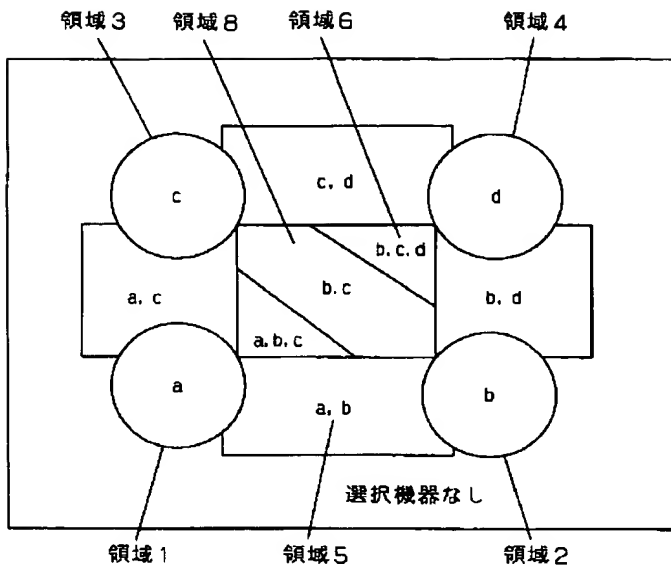 領域3 領域8 領域6 領域4
c, d
c d
b, c, d
a, c b, c b, d
a, b, c
a b
a, b
選択機器なし
領域1 領域5 領域2